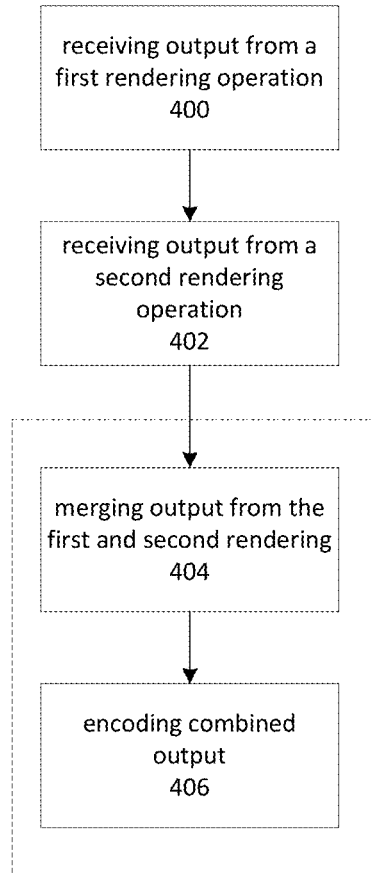 receiving output from a
first rendering operation
400
receiving output from a
second rendering
operation
402
merging output from the
first and second rendering
404
encoding combined
output
406